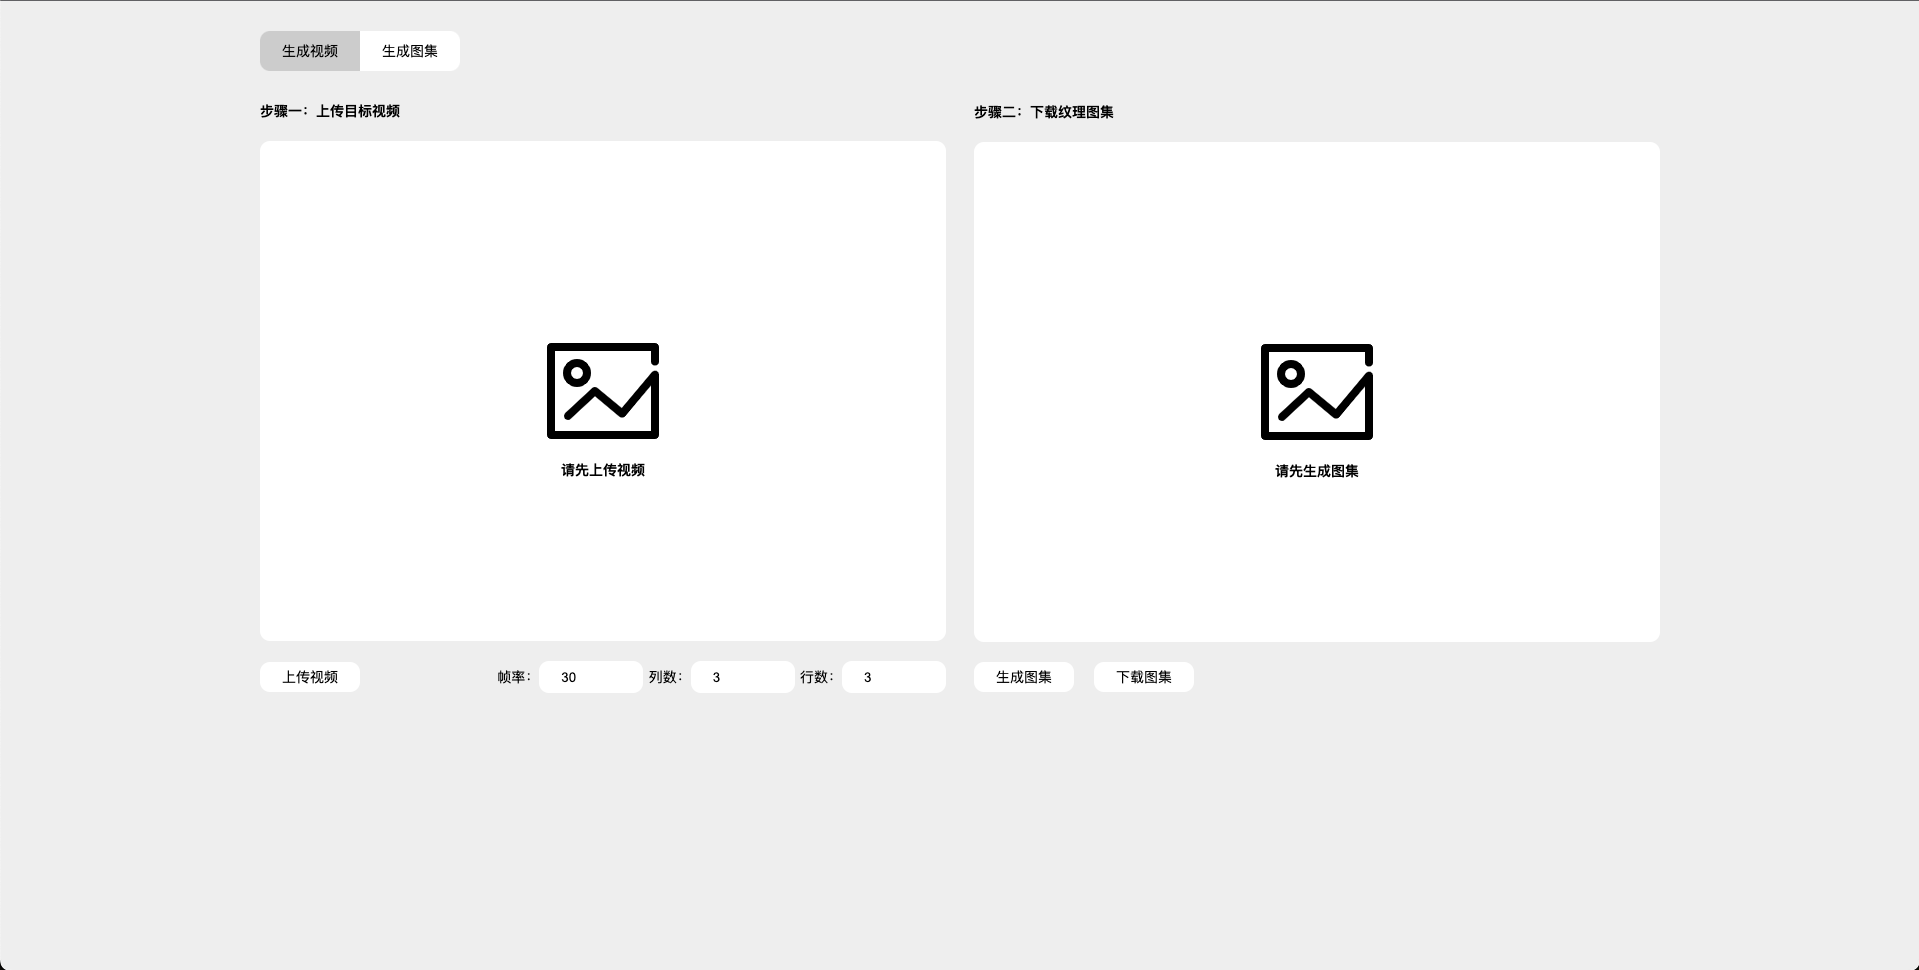 生成视频 生成图集
步骤一：上传目标视频
请先上传视频
上传视频 帧率： 30 列数： 3 行数： 3
步骤二：下载纹理图集
请先生成图集
生成图集 下载图集